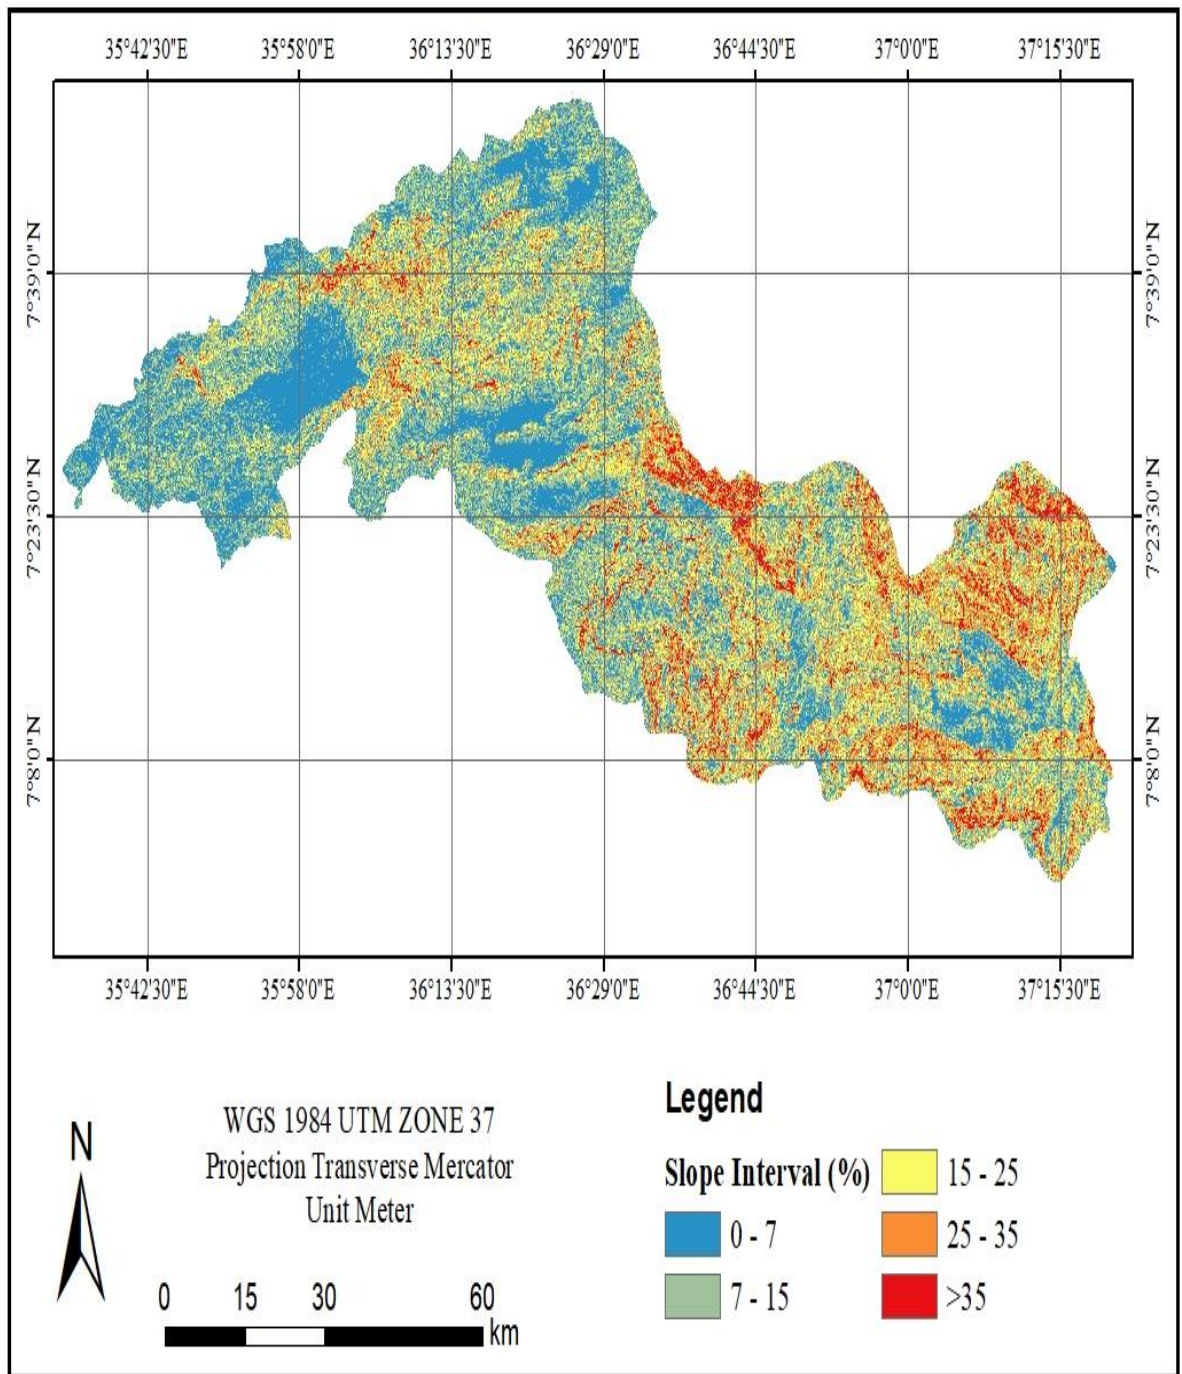 35°42'30"E 35°58'0"E 36°13'30"E 36°29'0"E 36°44'30"E 37°0'0"E 37°15'30"E
7°39'0"N 7°39'0"N
7°23'30"N 7°23'30"N
7°8'0"N 7°8'0"N
35°42'30"E 35°58'0"E 36°13'30"E 36°29'0"E 36°44'30"E 37°0'0"E 37°15'30"E
N
WGS 1984 UTM ZONE 37
Projection Transverse Mercator
Unit Meter
0 15 30 60
km
Legend
Slope Interval (%)
0 - 7
7 - 15
15 - 25
25 - 35
>35